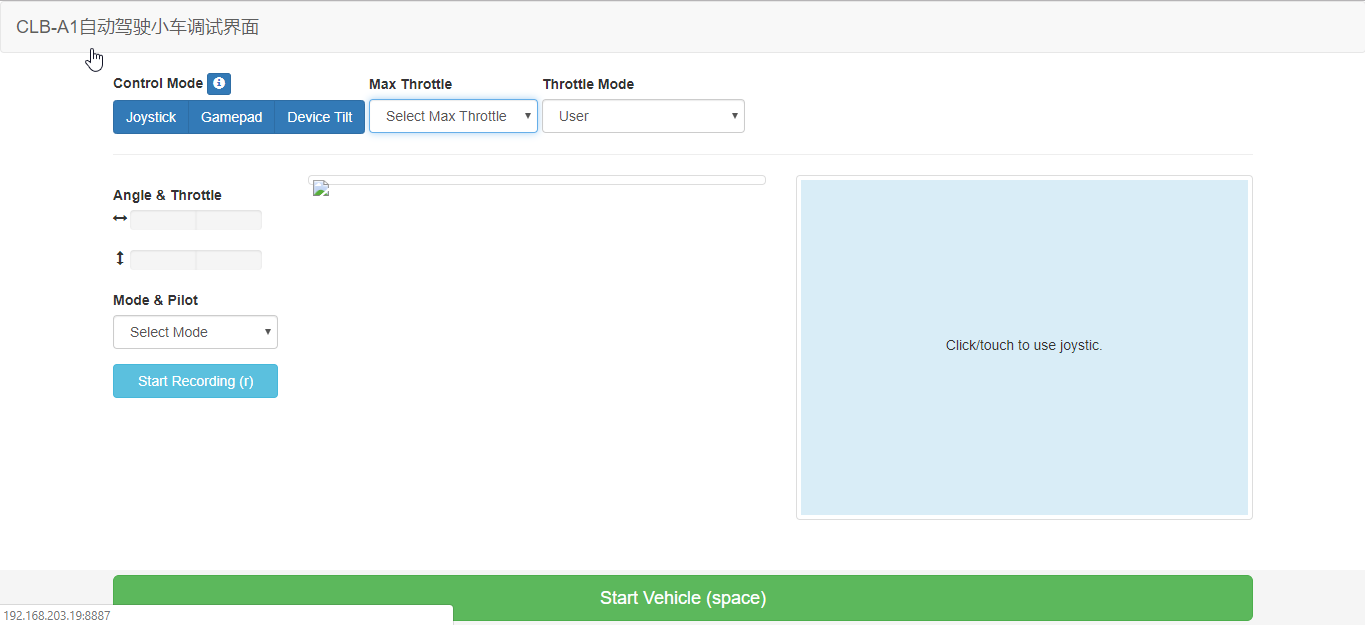 CLB-A1自动驾驶小车调试界面
Control Mode
Max Throttle
Throttle Mode
Joystick Gamepad Device Tilt
Select Max Throttle
User
Angle & Throttle
Mode & Pilot
Select Mode
Start Recording (r)
Click/touch to use joystic.
Start Vehicle (space)
192.168.203.19:8887